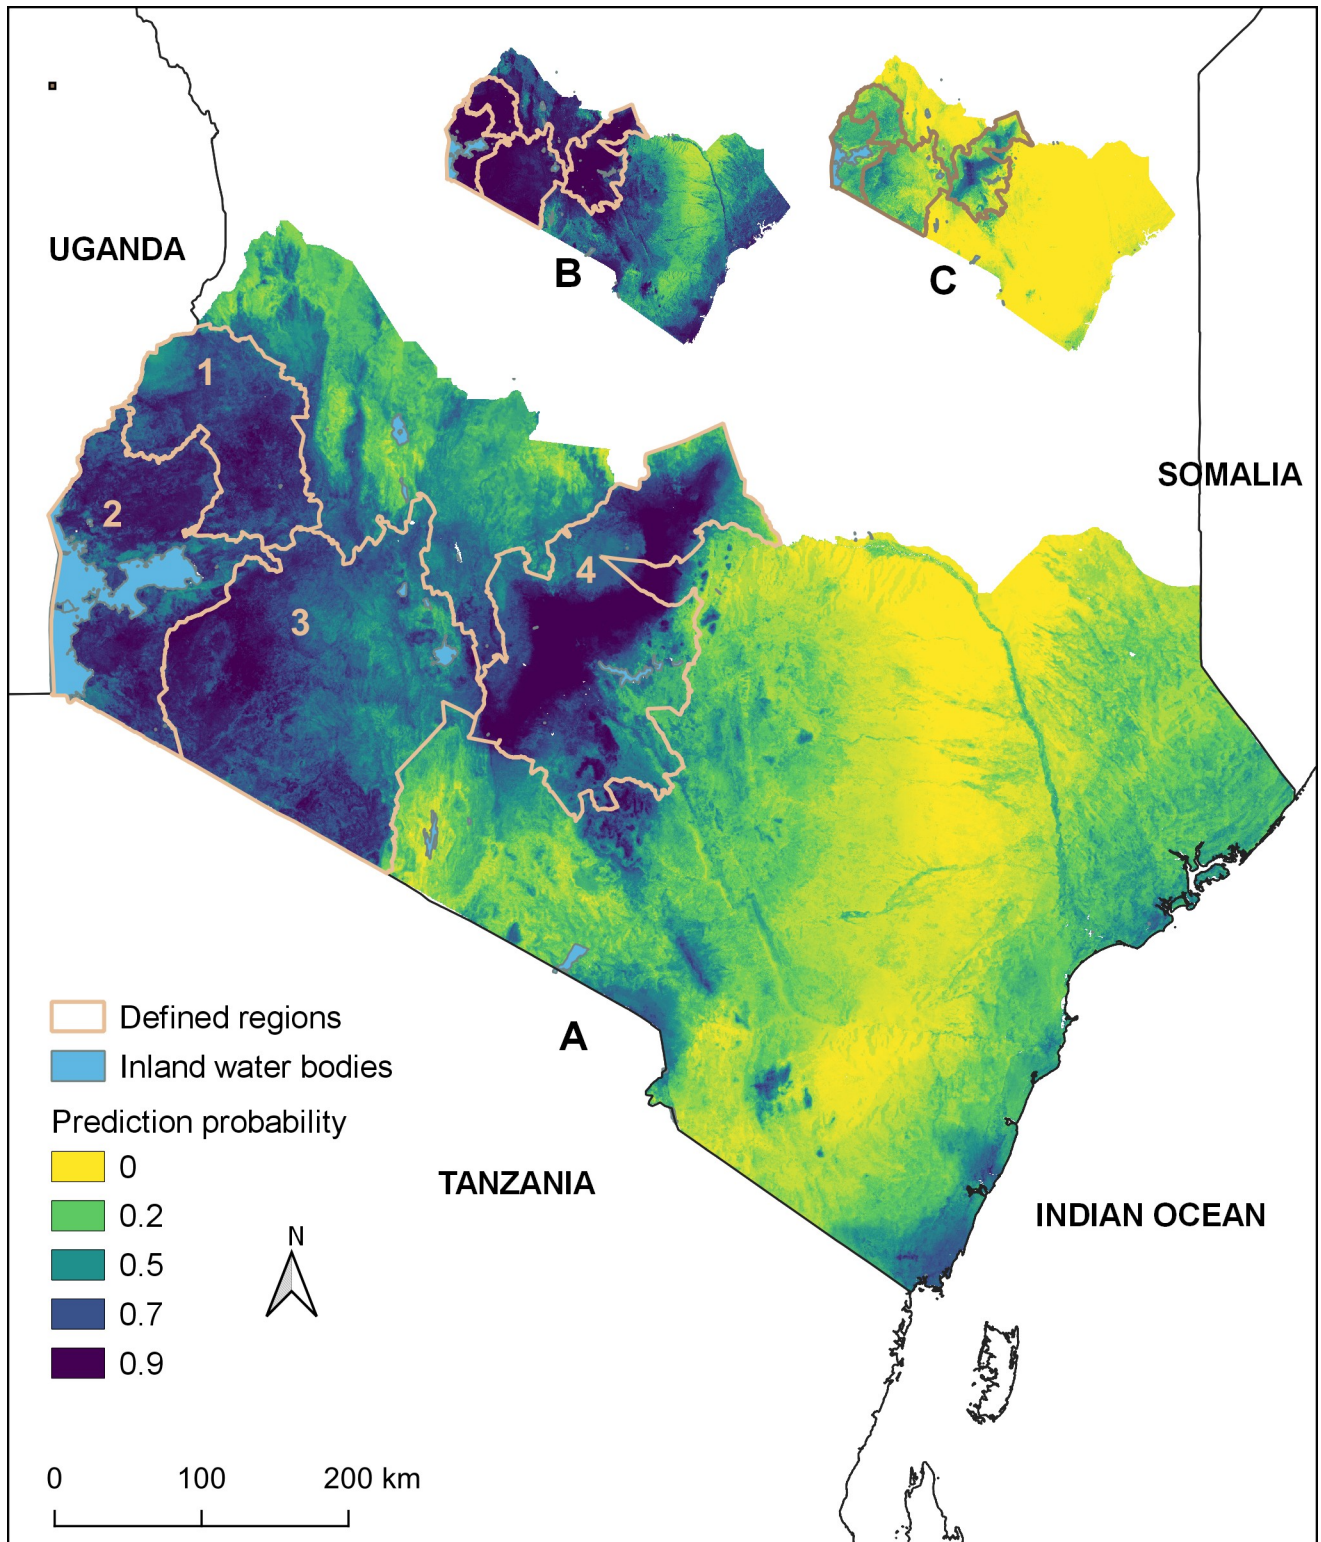 UGANDA
B
C
1
2
3
4
SOMALIA
A
Defined regions
Inland water bodies
Prediction probability
0
0.2
0.5
0.7
0.9
N
TANZANIA
INDIAN OCEAN
0 100 200 km